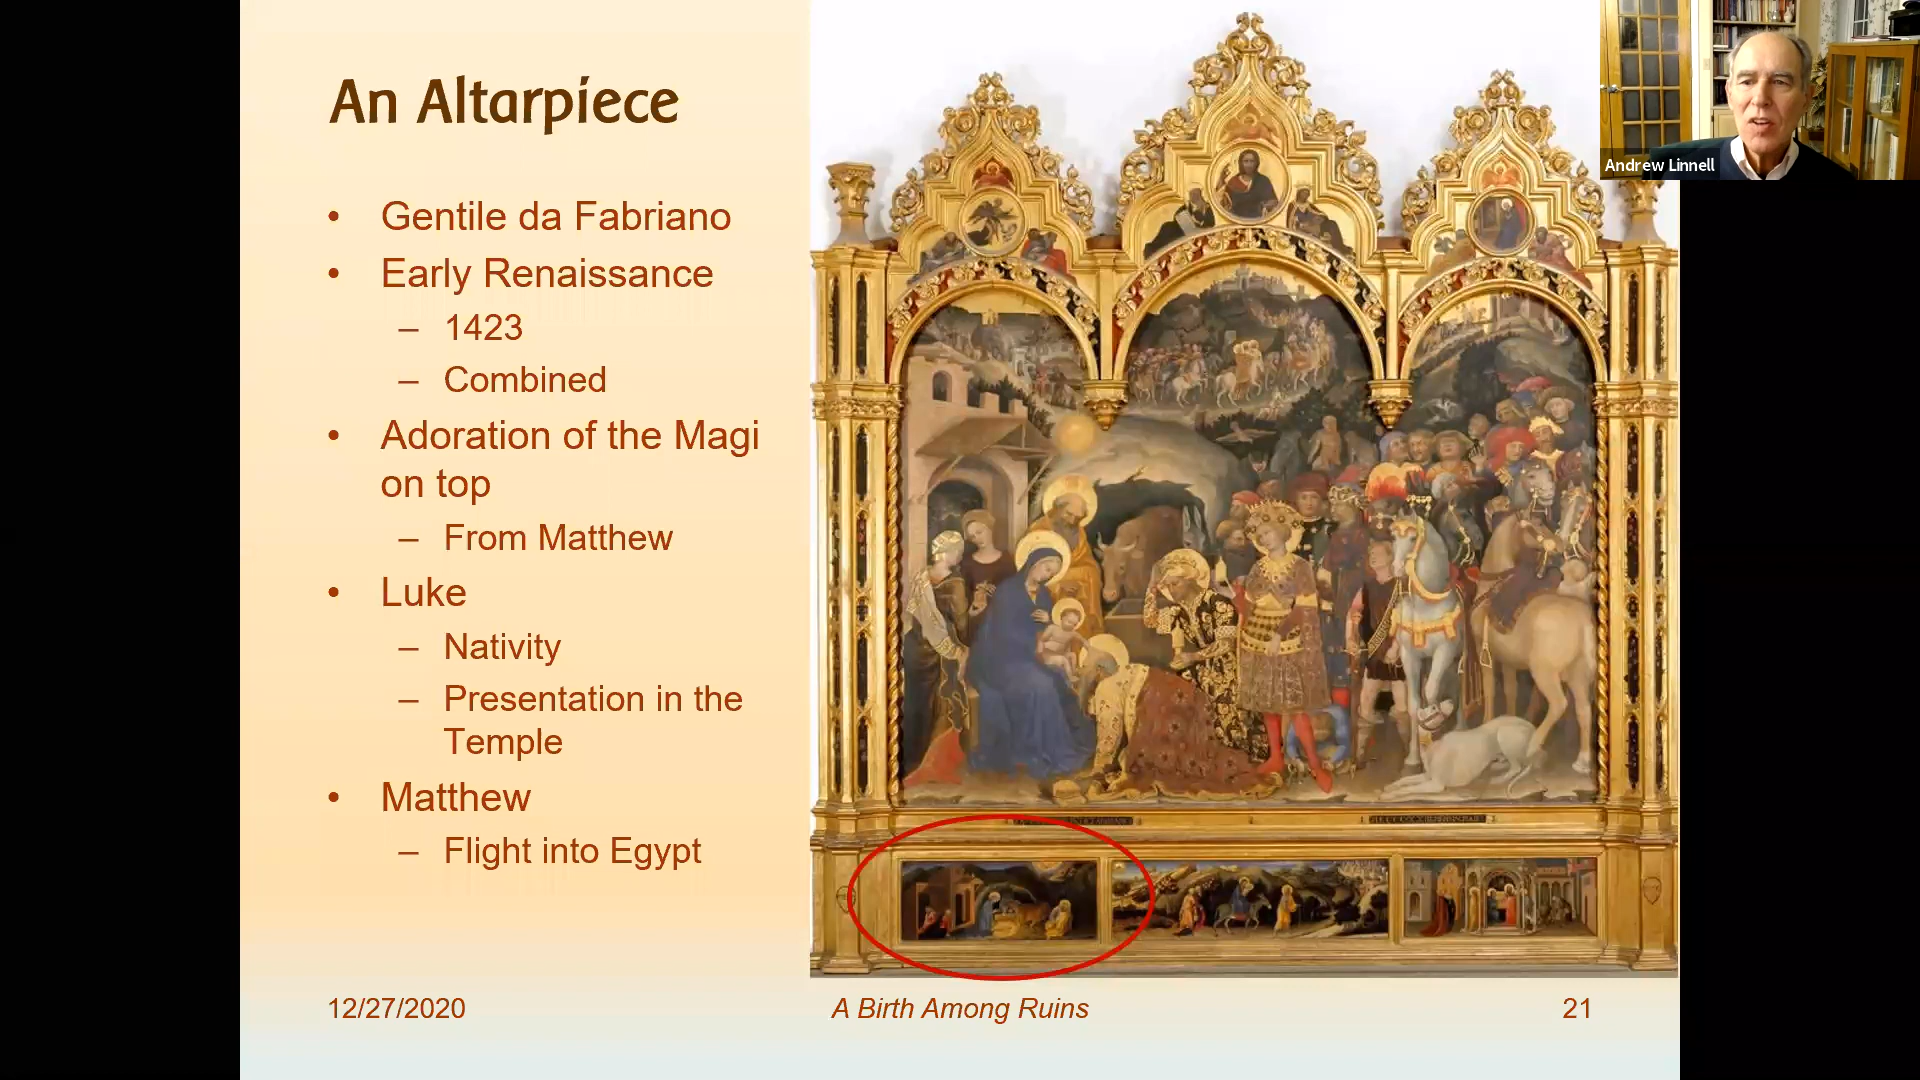 An Altarpiece
• Gentile da Fabriano
• Early Renaissance
– 1423
– Combined
• Adoration of the Magi
on top
– From Matthew
• Luke
– Nativity
– Presentation in the
Temple
• Matthew
– Flight into Egypt
12/27/2020
A Birth Among Ruins
21
Andrew Linnell